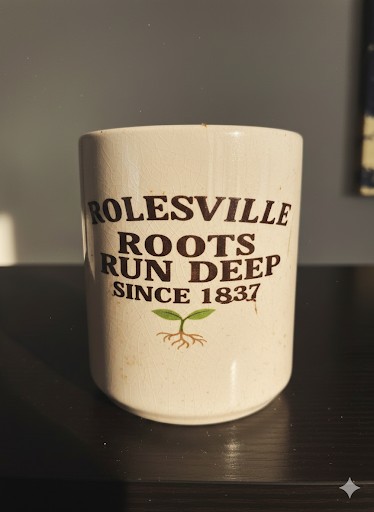 ROLESVILLE
ROOTS
RUN DEEP
SINCE 1837